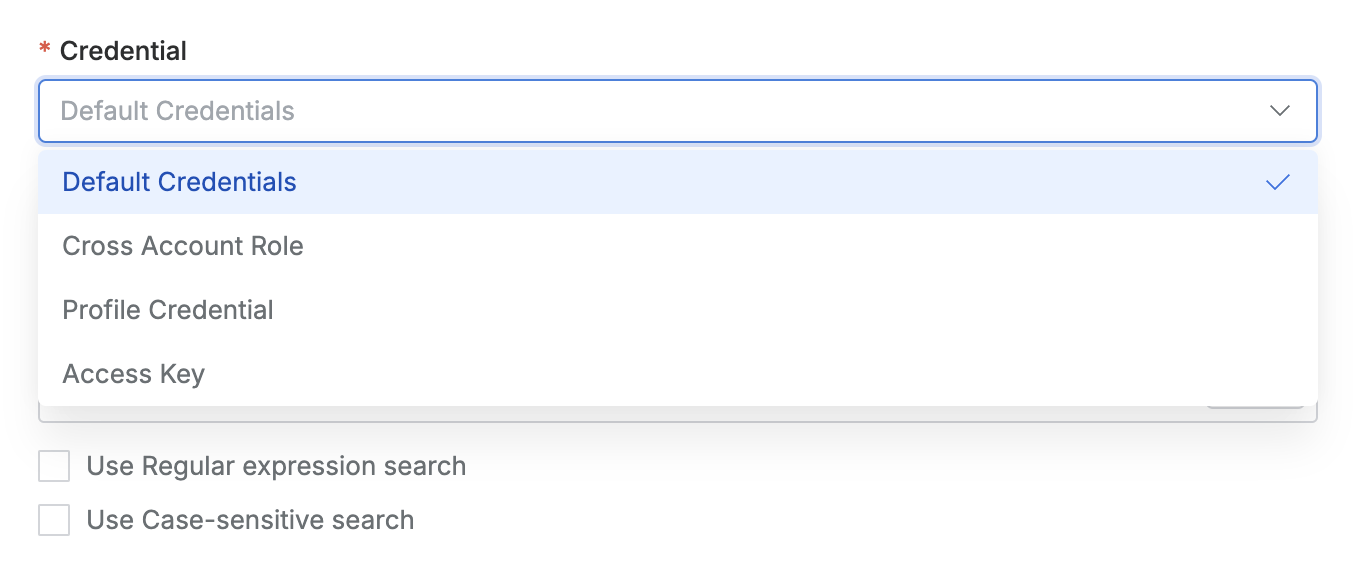 * Credential
Default Credentials
Default Credentials
Cross Account Role
Profile Credential
Access Key
Use Regular expression search
Use Case-sensitive search